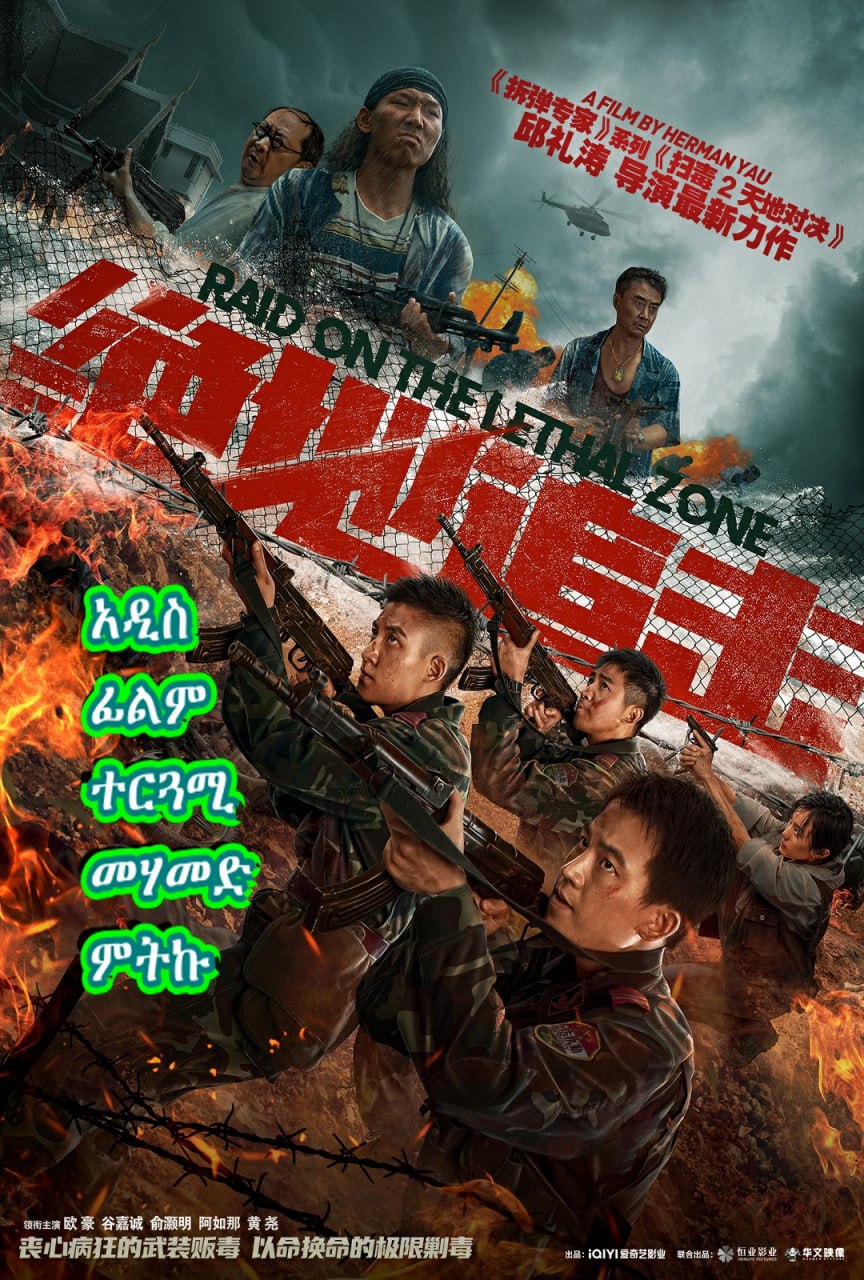 A FILM BY HERMAN YAU
《拆弹专家》系列《扫毒2天地对决》
邱礼涛 导演最新力作
RAID ON THE LETHAL ZONE
绝地追击
አዲስ
ፊልም
ተርጓሚ
መሃመድ
ምትኩ
领衔主演 欧豪 谷嘉诚 俞灏明 阿如那 黄尧
丧心病狂的武装贩毒 以命换命的极限剿毒
出品：iQIYI 爱奇艺影业 联合出品：恒业影业 HENGYE PICTURES 华文映像